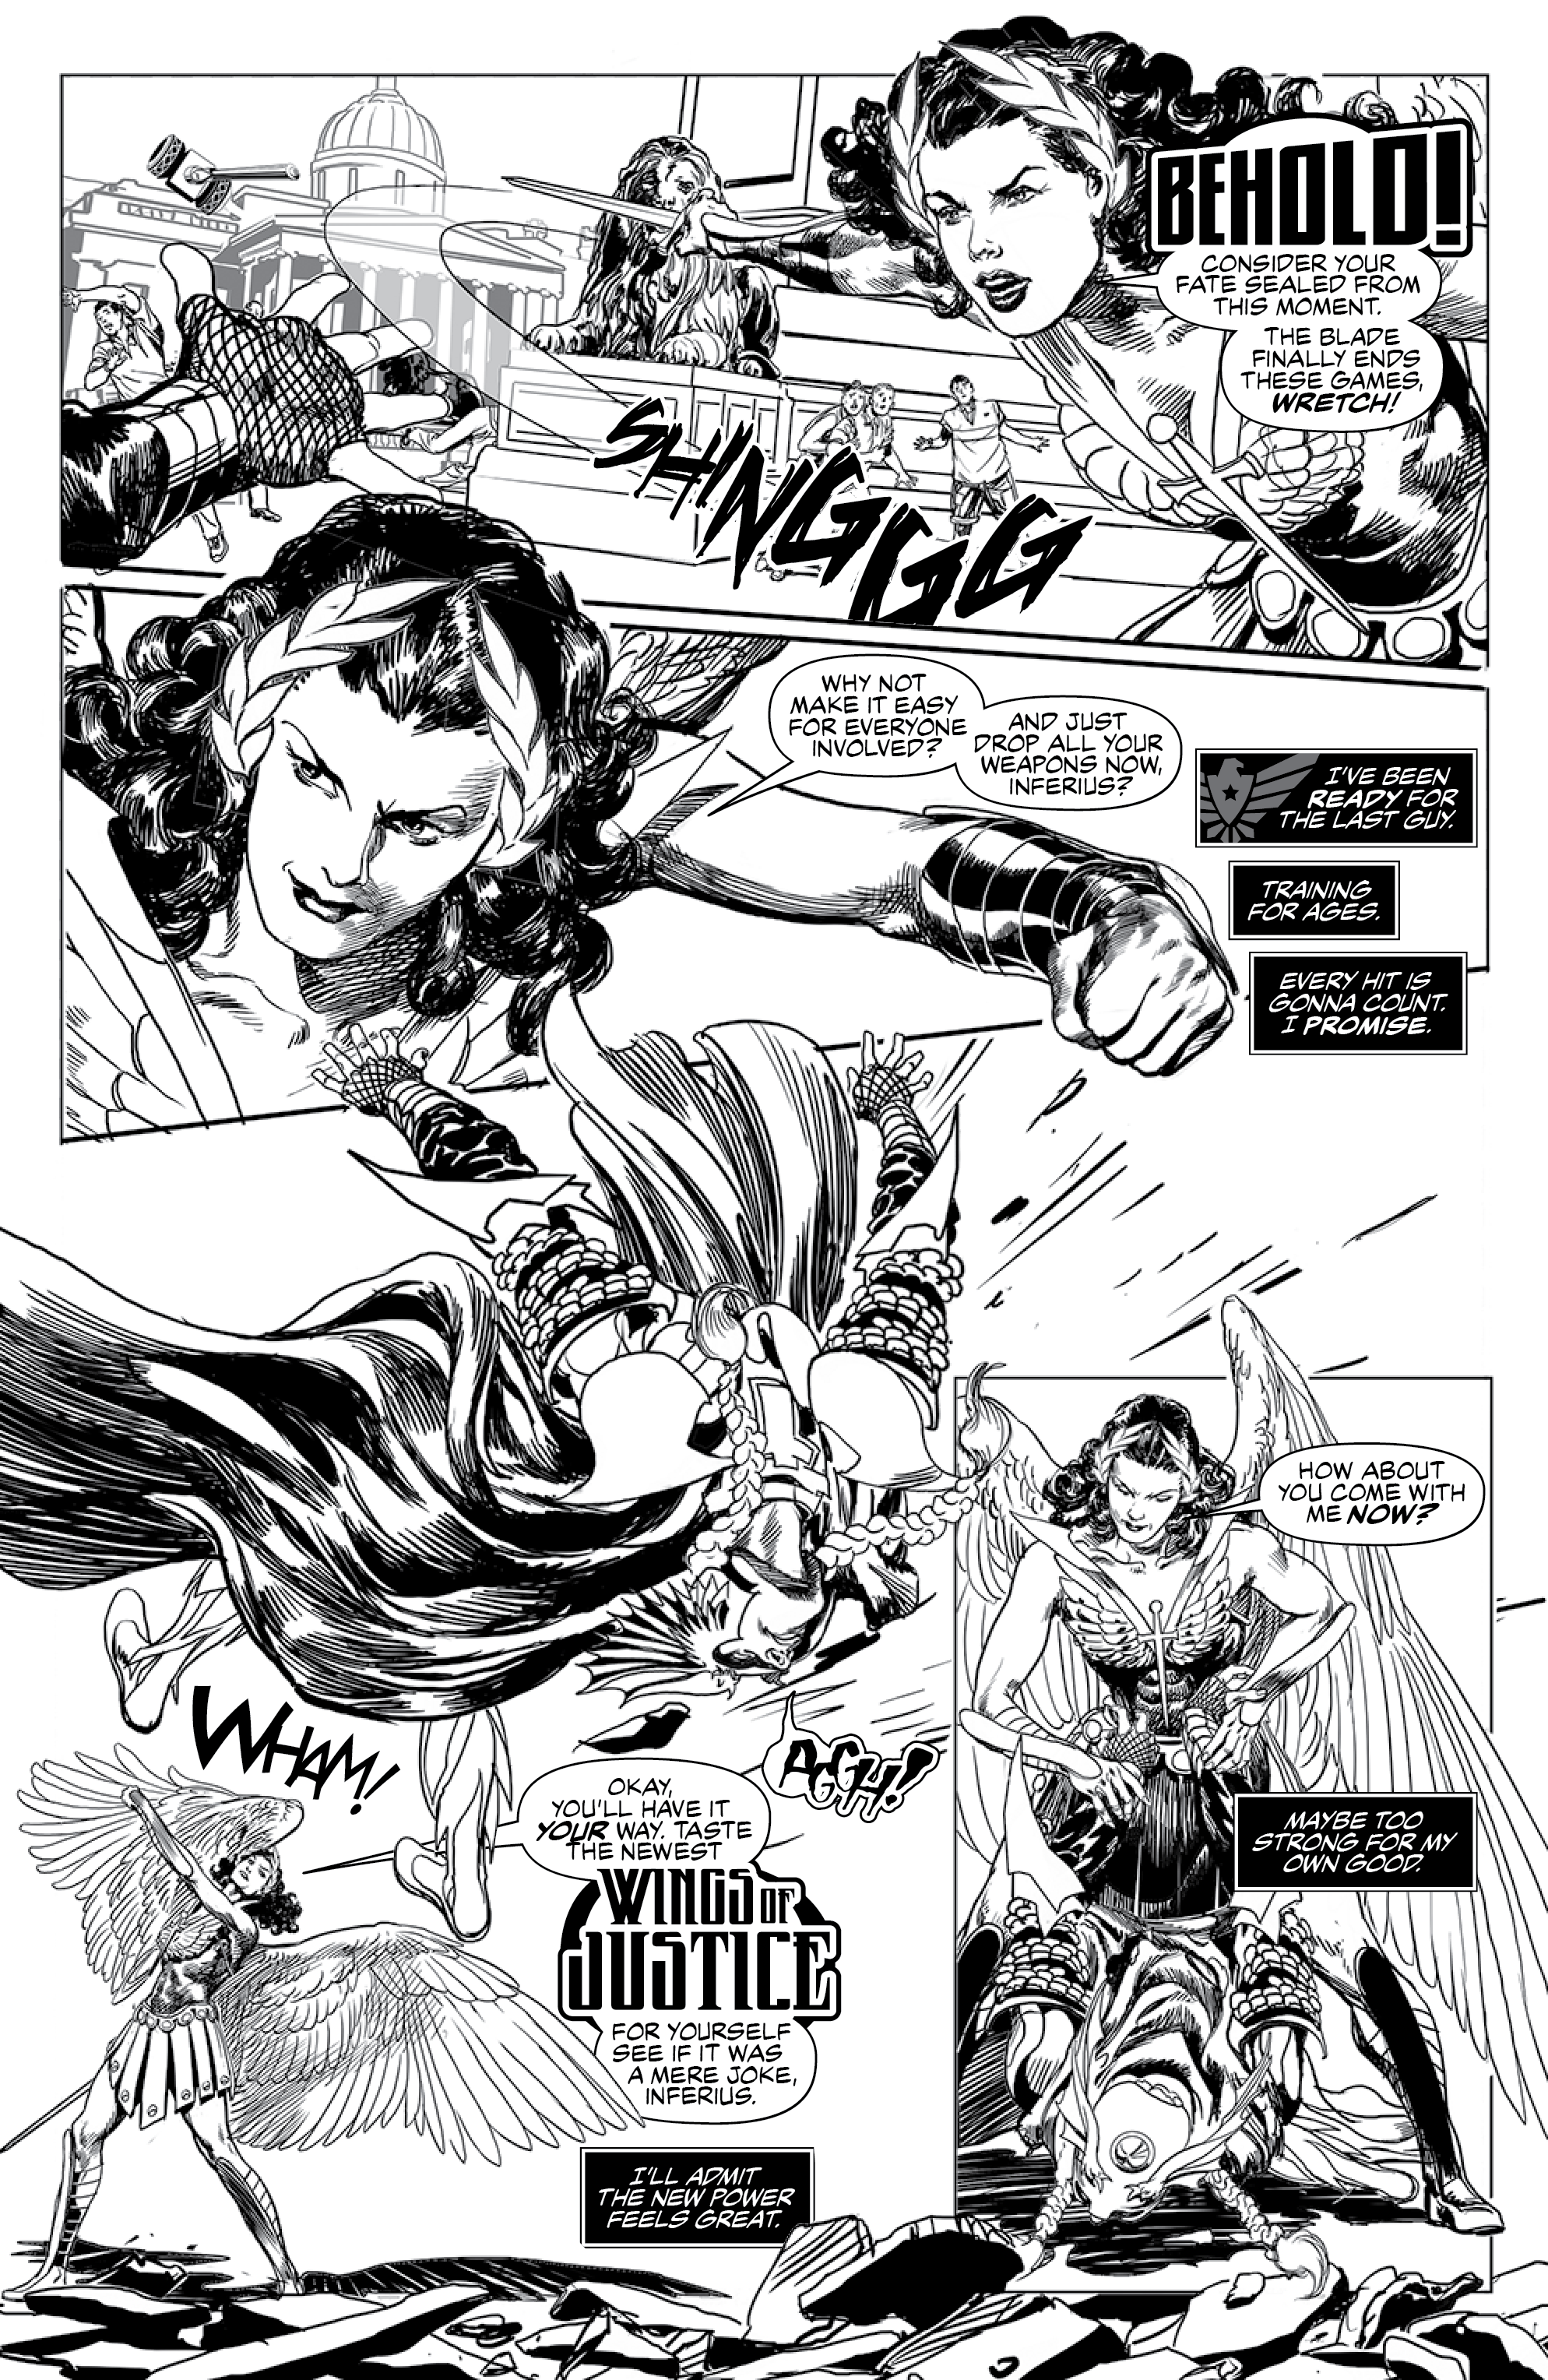 BEHOLD!
CONSIDER YOUR
FATE SEALED FROM
THIS MOMENT.
THE BLADE
FINALLY ENDS
THESE GAMES,
WRETCH!
SHINGGG
WHY NOT
MAKE IT EASY
FOR EVERYONE
INVOLVED?
AND JUST
DROP ALL YOUR
WEAPONS NOW,
INFERIUS?
I'VE BEEN
READY FOR
THE LAST GUY.
TRAINING
FOR AGES.
EVERY HIT IS
GONNA COUNT.
I PROMISE.
WHAM!
AGGH!
OKAY,
YOU'LL HAVE IT
YOUR WAY. TASTE
THE NEWEST
WINGS OF
JUSTICE
FOR YOURSELF
SEE IF IT WAS
A MERE JOKE,
INFERIUS.
I'LL ADMIT
THE NEW POWER
FEELS GREAT.
HOW ABOUT
YOU COME WITH
ME NOW?
MAYBE TOO
STRONG FOR MY
OWN GOOD.